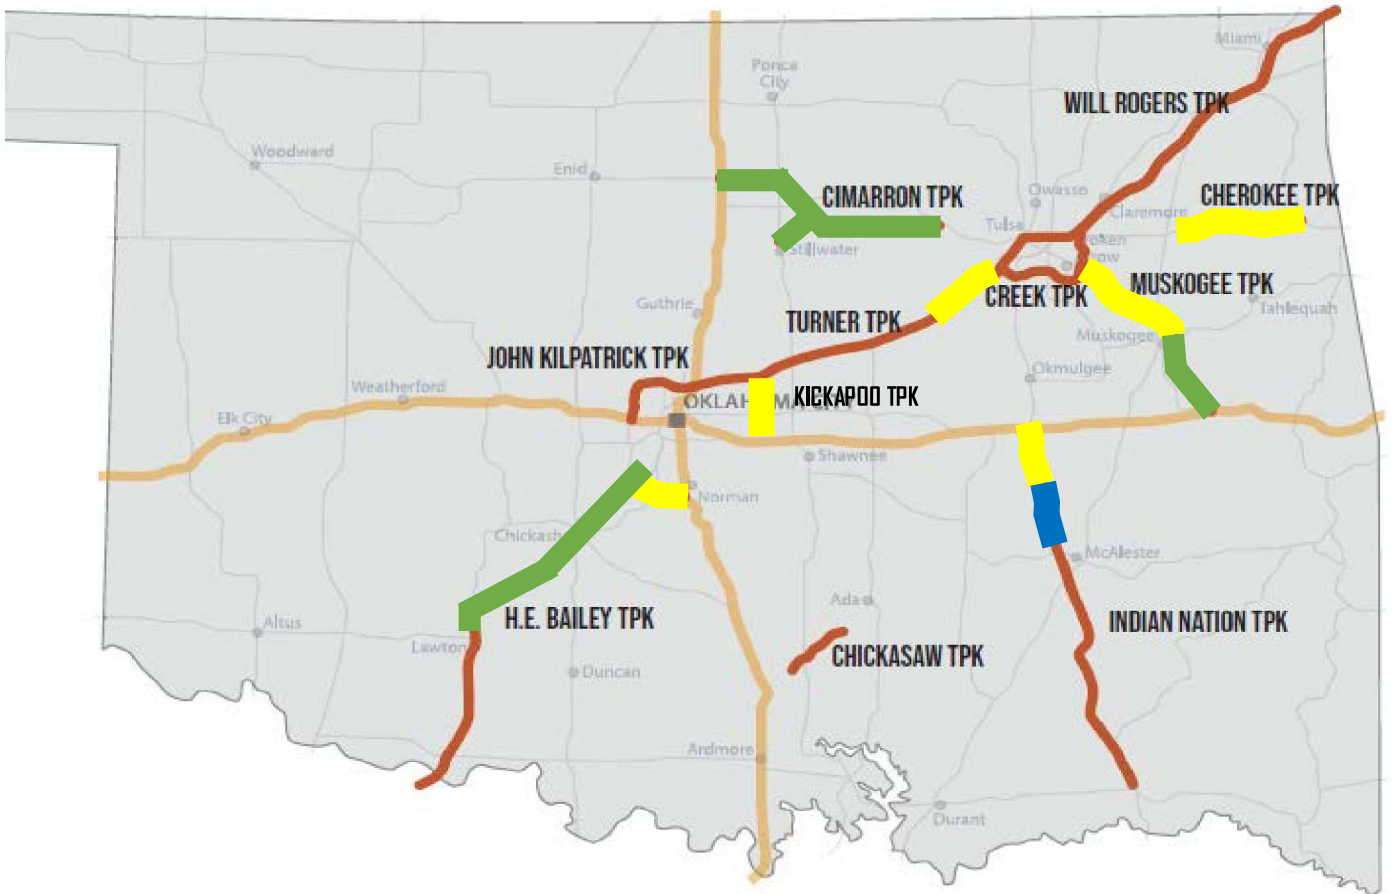 Miami
Ponca
City
WILL ROGERS TPK
Woodward
Enid
CIMARRON TPK
Owasso
CHEROKEE TPK
Claremore
Tulsa
Stillwater
MUSKOGEE TPK
CREEK TPK
Guthrie
TURNER TPK
Tahlequah
Muskogee
JOHN KILPATRICK TPK
Okmulgee
Weatherford
KICKAPOO TPK
Elk City
Shawnee
Norman
Chickash
McAlester
Ada
H.E. BAILEY TPK
INDIAN NATION TPK
Altus
Lawton
CHICKASAW TPK
Duncan
Ardmore
Durant